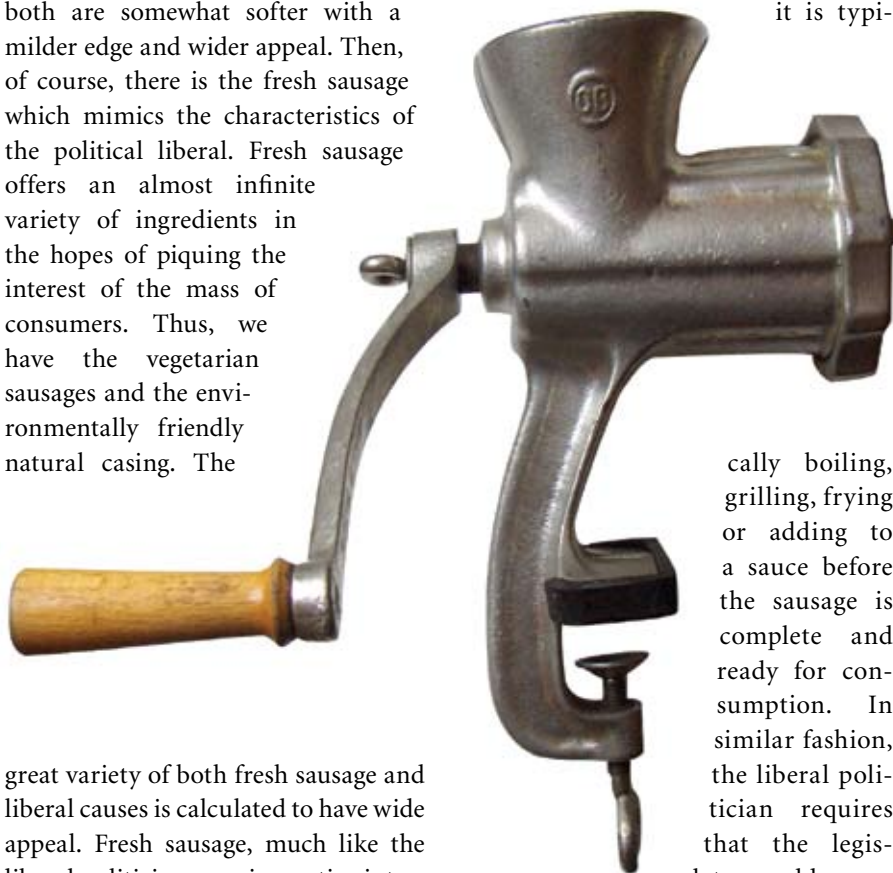 both are somewhat softer with a
milder edge and wider appeal. Then,
of course, there is the fresh sausage
which mimics the characteristics of
the political liberal. Fresh sausage
offers an almost infinite
variety of ingredients in
the hopes of piquing the
interest of the mass of
consumers. Thus, we
have the vegetarian
sausages and the envi-
ronmentally friendly
natural casing. The
great variety of both fresh sausage and
liberal causes is calculated to have wide
appeal. Fresh sausage, much like the
it is typi-
cally boiling,
grilling, frying
or adding to
a sauce before
the sausage is
complete and
ready for con-
sumption. In
similar fashion,
the liberal poli-
tician requires
that the legis-